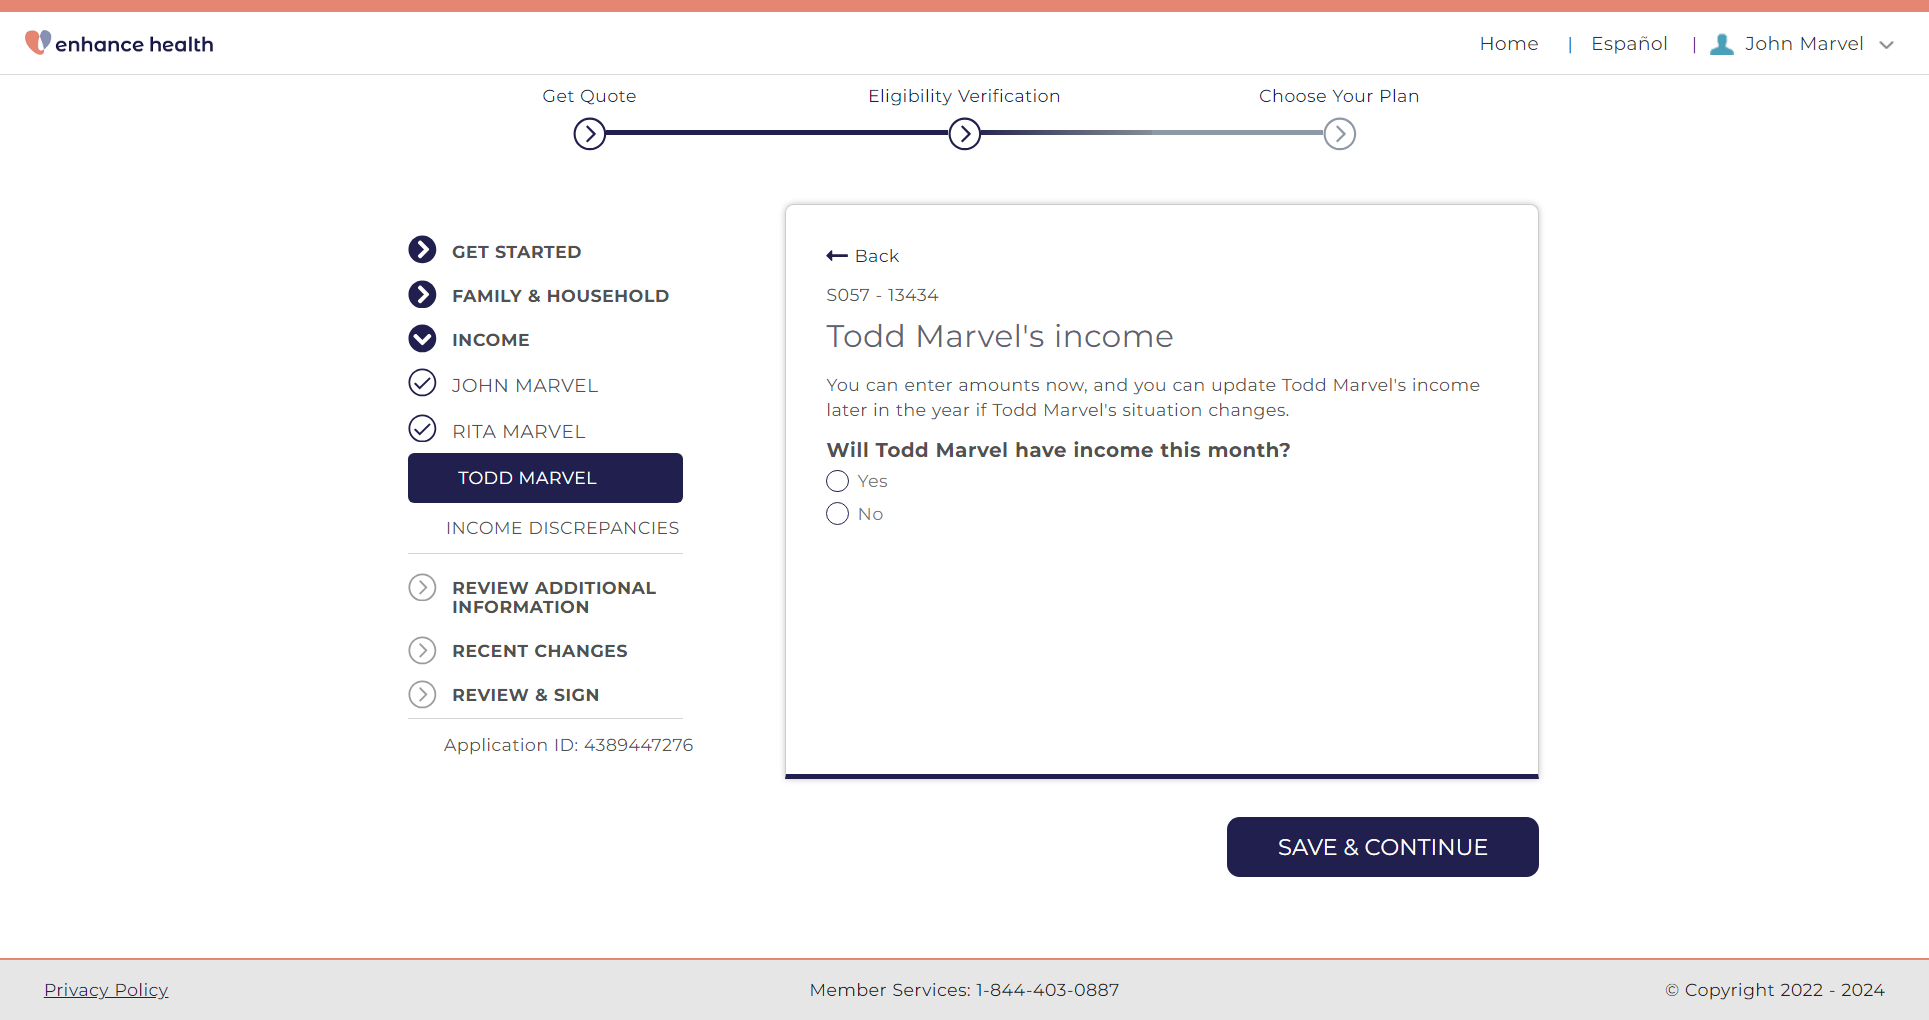 enhance health
Home | Español | John Marvel
Get Quote
Eligibility Verification
Choose Your Plan
GET STARTED
FAMILY & HOUSEHOLD
INCOME
JOHN MARVEL
RITA MARVEL
TODD MARVEL
INCOME DISCREPANCIES
REVIEW ADDITIONAL
INFORMATION
RECENT CHANGES
REVIEW & SIGN
Application ID: 4389447276
Back
S057 - 13434
Todd Marvel's income
You can enter amounts now, and you can update Todd Marvel's income
later in the year if Todd Marvel's situation changes.
Will Todd Marvel have income this month?
Yes
No
SAVE & CONTINUE
Privacy Policy
Member Services: 1-844-403-0887
© Copyright 2022 - 2024